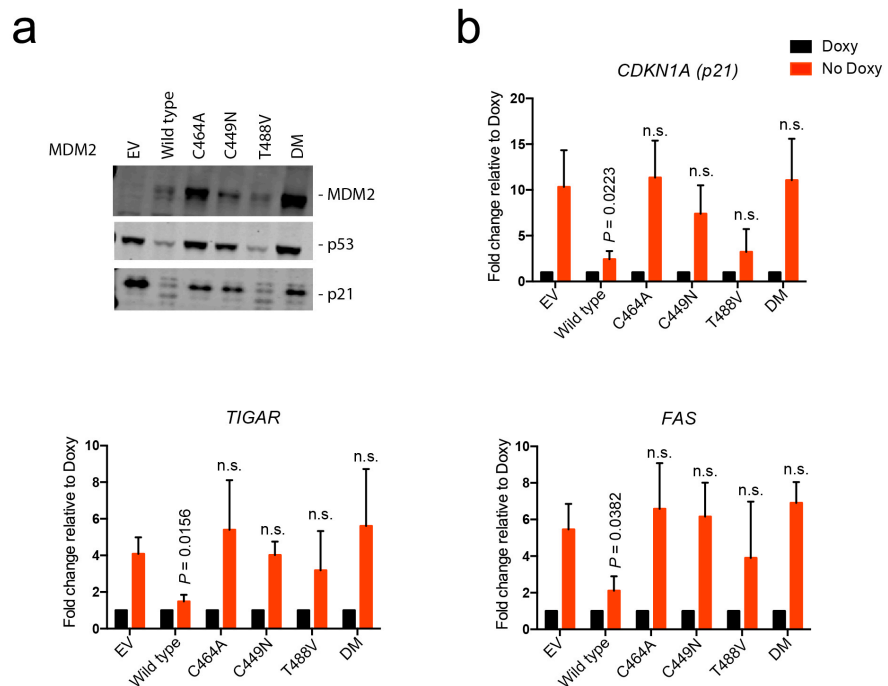 a
MDM2
EV
Wild type
C464A
C449N
T488V
DM
- MDM2
- p53
- p21
b
Doxy
No Doxy
CDKN1A (p21)
Fold change relative to Doxy
20
15
10
5
0
P = 0.0223
n.s.
n.s.
n.s.
n.s.
EV
Wild type
C464A
C449N
T488V
DM
TIGAR
Fold change relative to Doxy
10
8
6
4
2
0
P = 0.0156
n.s.
n.s.
n.s.
n.s.
EV
Wild type
C464A
C449N
T488V
DM
FAS
Fold change relative to Doxy
10
8
6
4
2
0
P = 0.0382
n.s.
n.s.
n.s.
n.s.
EV
Wild type
C464A
C449N
T488V
DM